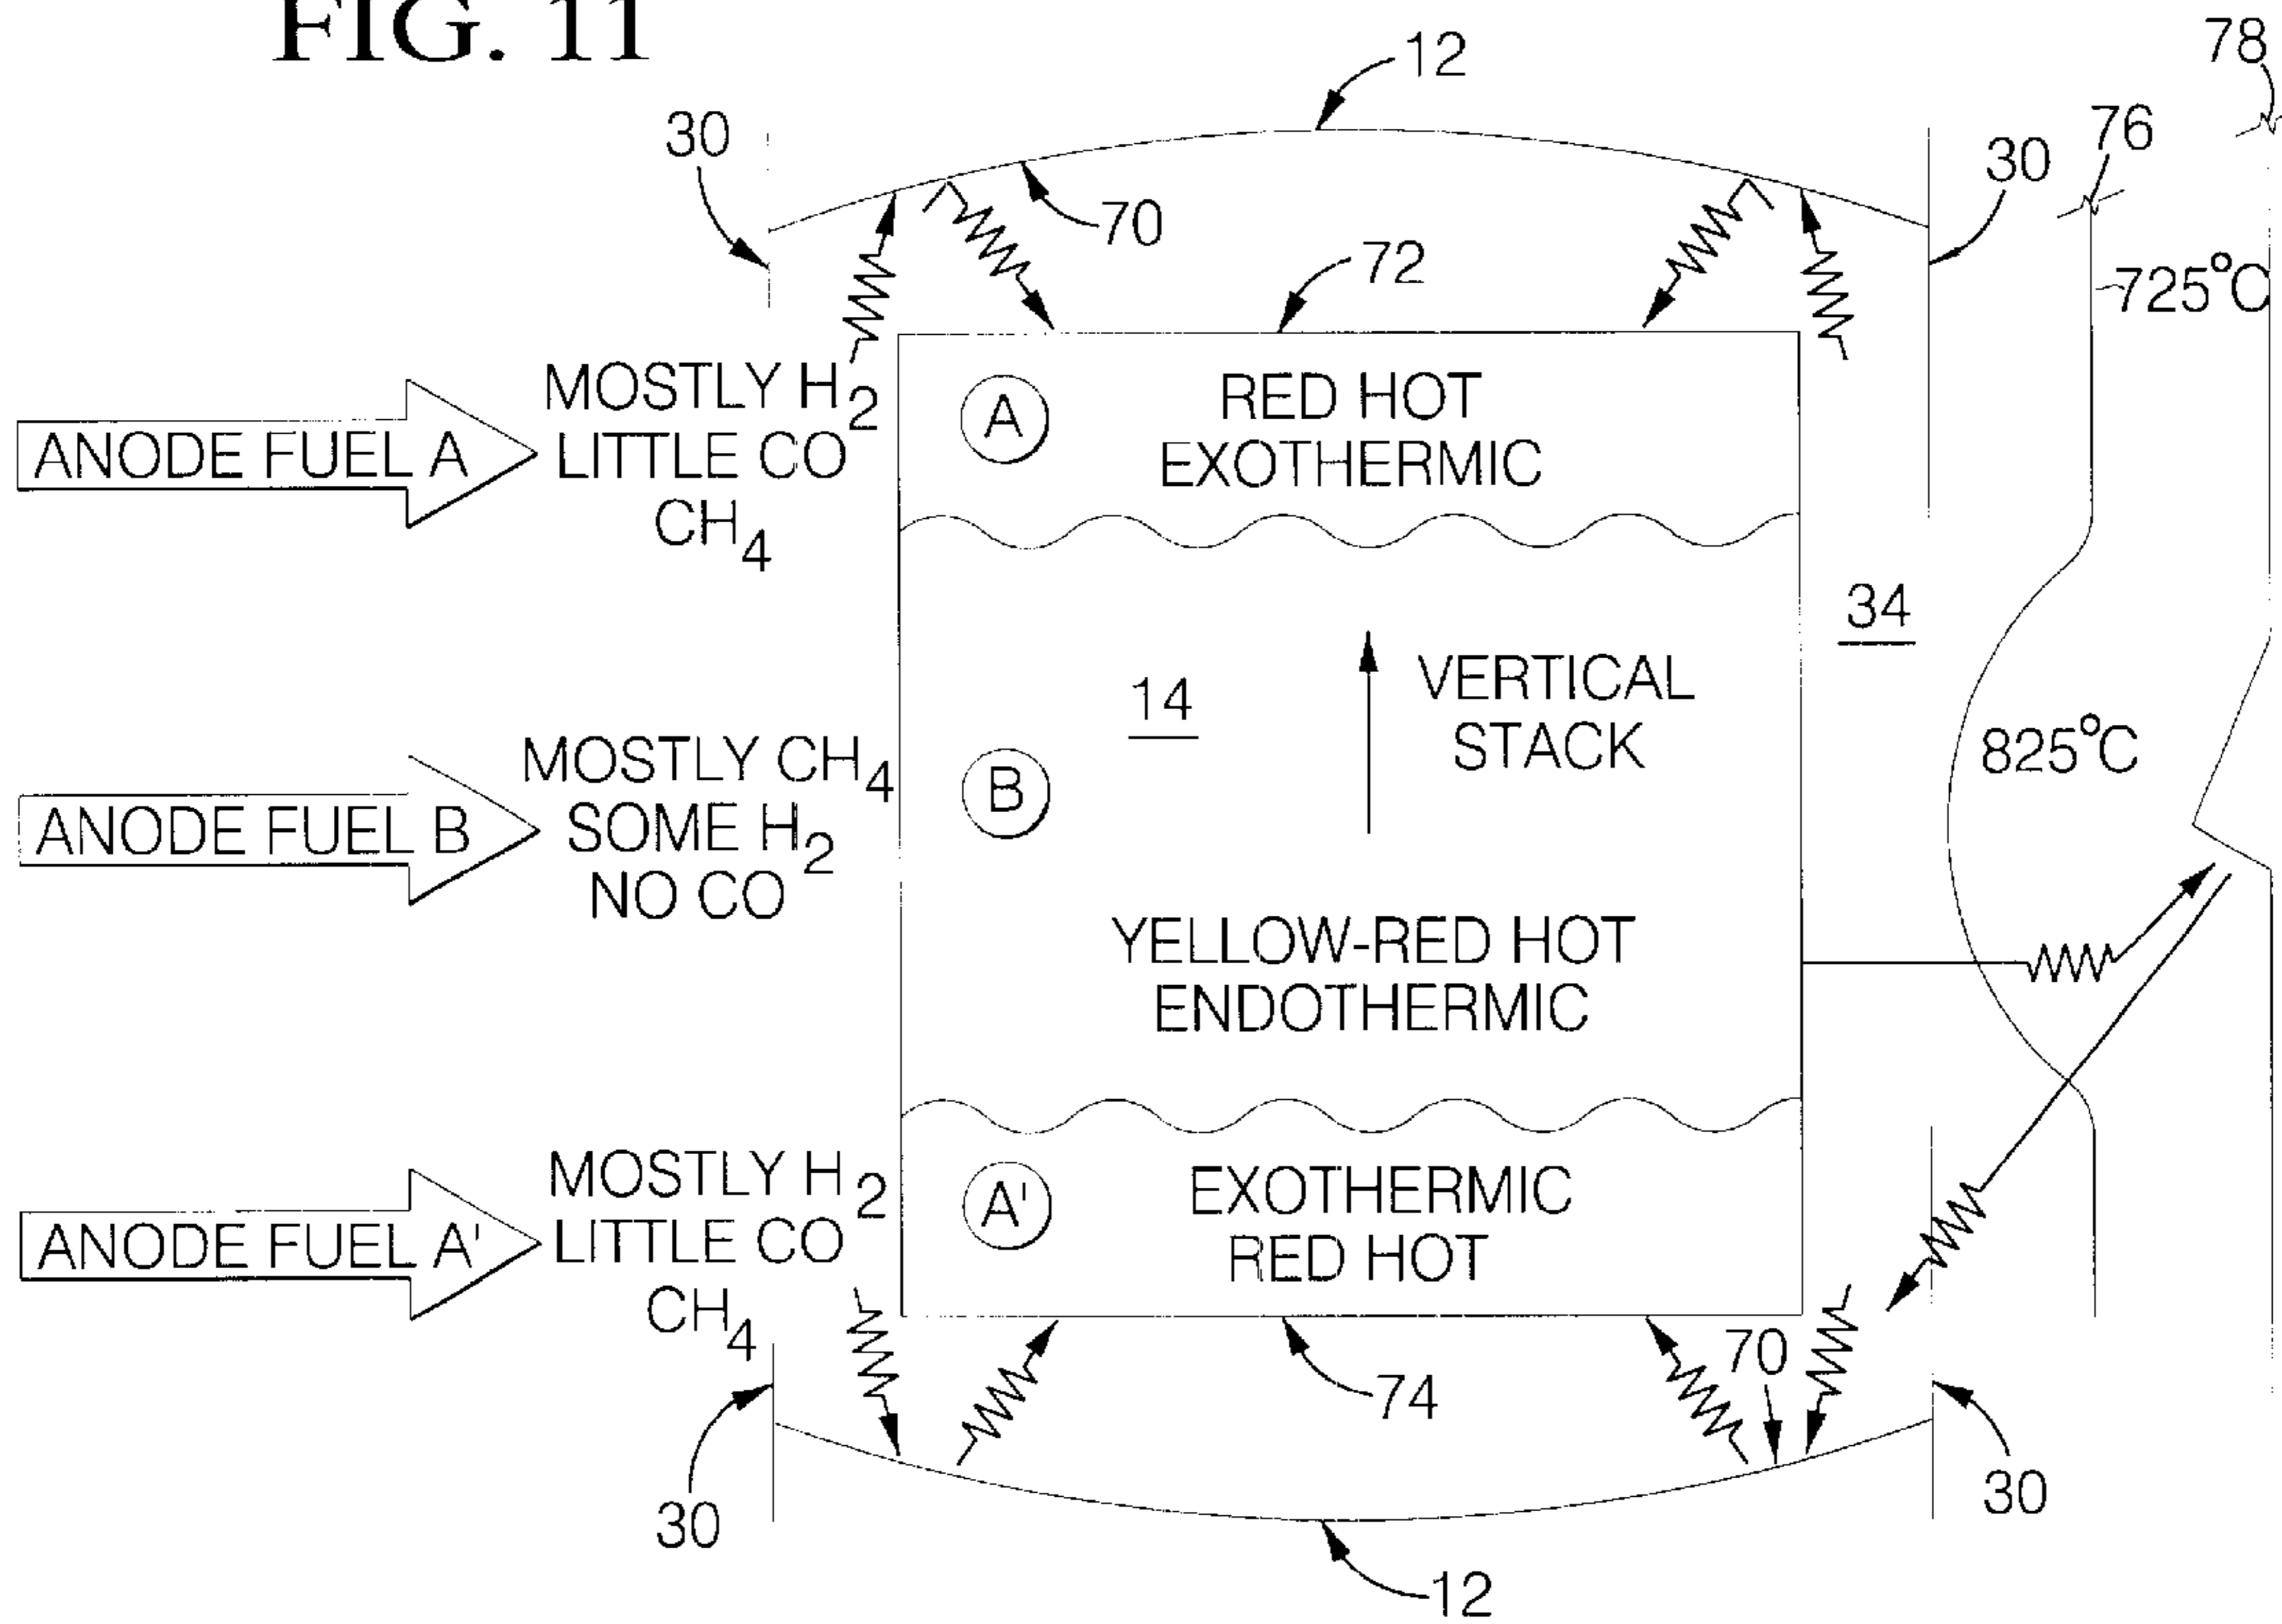 FIG. 11
12
78
76
30
30
70
72
725°C
MOSTLY H2
LITTLE CO
CH4
ANODE FUEL A
A
RED HOT
EXOTHERMIC
34
14
VERTICAL
STACK
825°C
MOSTLY CH4
SOME H2
NO CO
ANODE FUEL B
B
YELLOW-RED HOT
ENDOTHERMIC
MOSTLY H2
LITTLE CO
CH4
ANODE FUEL A'
A'
EXOTHERMIC
RED HOT
70
74
30
30
12